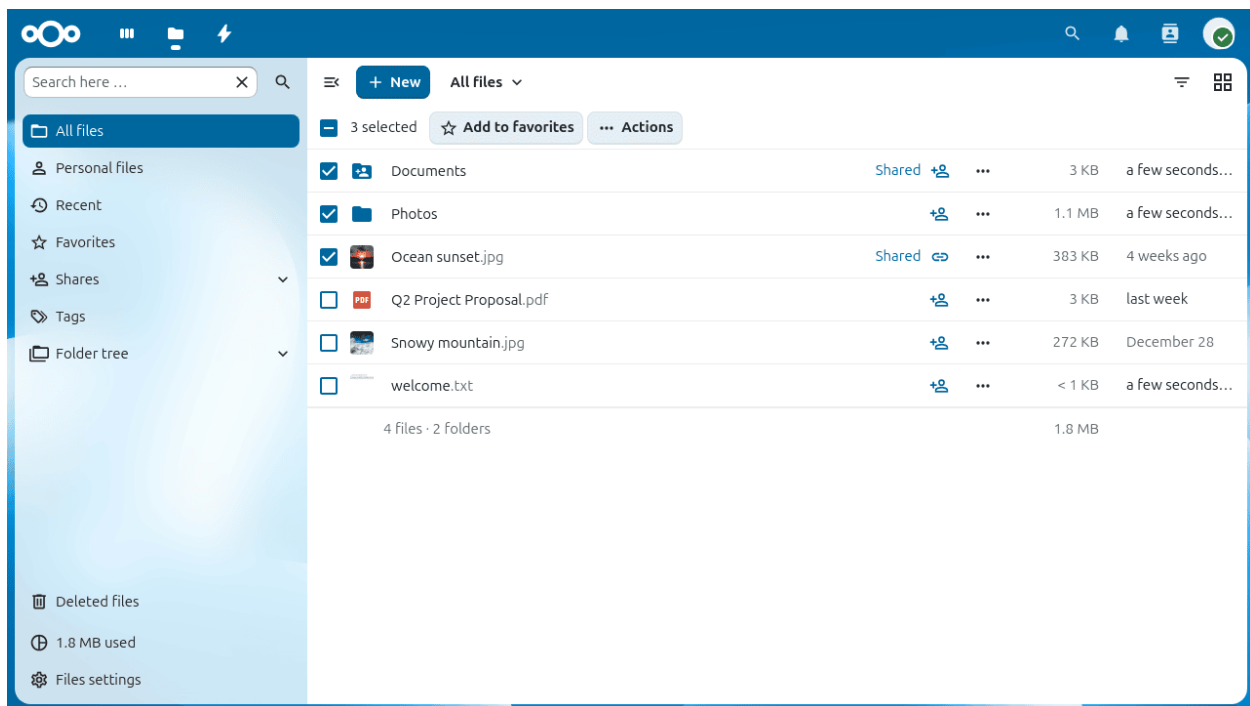 Search here ...
All files
Personal files
Recent
Favorites
Shares
Tags
Folder tree
Deleted files
1.8 MB used
Files settings
+ New All files
3 selected Add to favorites ••• Actions
Documents Shared ••• 3 KB a few seconds...
Photos ••• 1.1 MB a few seconds...
Ocean sunset.jpg Shared ••• 383 KB 4 weeks ago
PDF Q2 Project Proposal.pdf ••• 3 KB last week
Snowy mountain.jpg ••• 272 KB December 28
welcome.txt ••• < 1 KB a few seconds...
4 files · 2 folders 1.8 MB